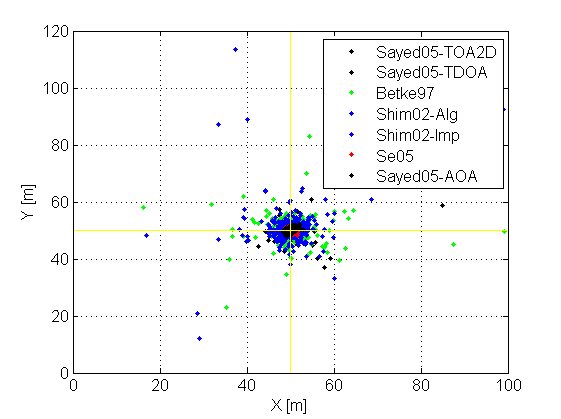 120
100
80
60
40
20
0
Y [m]
Sayed05-TOA2D
Sayed05-TDOA
Betke97
Shim02-Alg
Shim02-Imp
Se05
Sayed05-AOA
0 20 40 60 80 100
X [m]